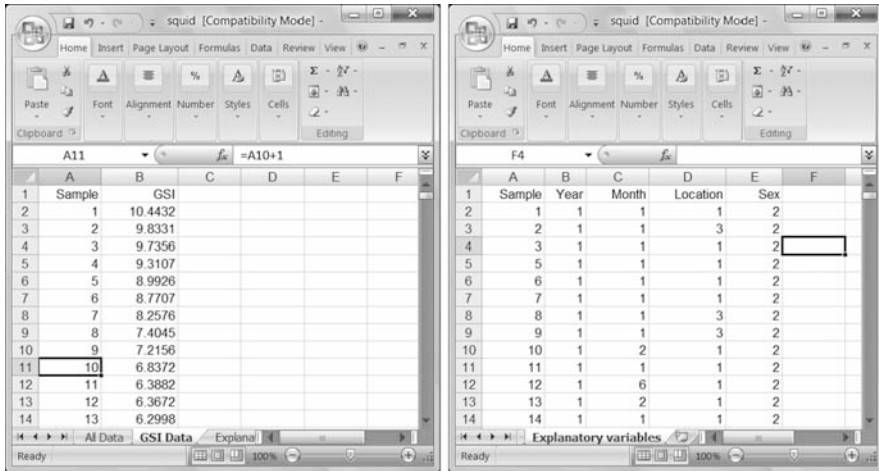 squid [Compatibility Mode] -
Home Insert Page Layout Formulas Data Review View
Paste Font Alignment Number Styles Cells
Clipboard Editing
A11 fx =A10+1
A B C D E F
1 Sample GSI
2 1 10.4432
3 2 9.8331
4 3 9.7356
5 4 9.3107
6 5 8.9926
7 6 8.7707
8 7 8.2576
9 8 7.4045
10 9 7.2156
11 10 6.8372
12 11 6.3882
13 12 6.3672
14 13 6.2998
All Data GSI Data Explana
Ready 100%
squid [Compatibility Mode] -
Home Insert Page Layout Formulas Data Review View
Paste Font Alignment Number Styles Cells
Clipboard Editing
F4 fx
A B C D E F
1 Sample Year Month Location Sex
2 1 1 1 1 2
3 2 1 1 3 2
4 3 1 1 1 2
5 5 1 1 1 2
6 6 1 1 1 2
7 7 1 1 1 2
8 8 1 1 3 2
9 9 1 1 3 2
10 10 1 2 1 2
11 11 1 1 1 2
12 12 1 6 1 2
13 13 1 2 1 2
14 14 1 1 1 2
Explanatory variables
Ready 100%